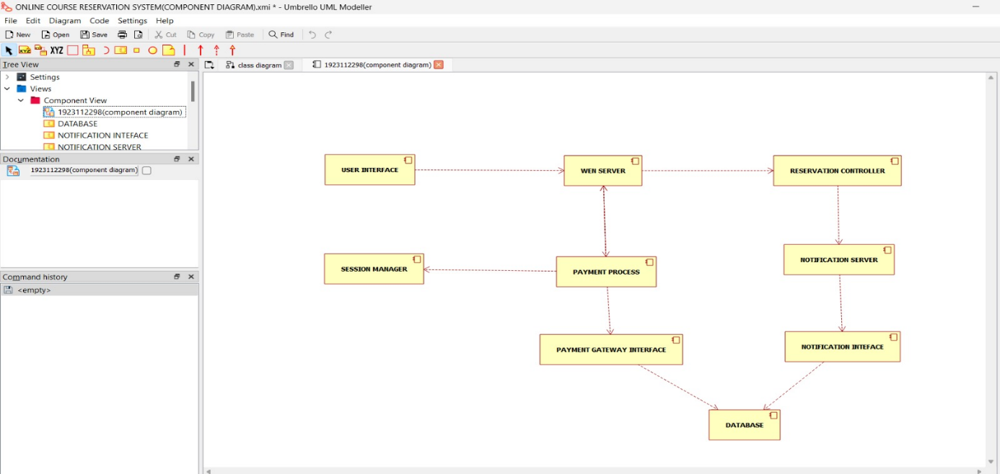 ONLINE COURSE RESERVATION SYSTEM(COMPONENT DIAGRAM).xmi * - Umbrello UML Modeller
File Edit Diagram Code Settings Help
New Open Save Cut Copy Paste Find
XYZ XYZ
Tree View
class diagram
1923112298(component diagram)
Settings
Views
Component View
1923112298(component diagram)
DATABASE
NOTIFICATION INTEFACE
NOTIFICATION SERVER
Documentation
1923112298(component diagram)
Command history
<empty>
USER INTERFACE
WEN SERVER
RESERVATION CONTROLLER
SESSION MANAGER
PAYMENT PROCESS
NOTIFICATION SERVER
PAYMENT GATEWAY INTERFACE
NOTIFICATION INTEFACE
DATABASE